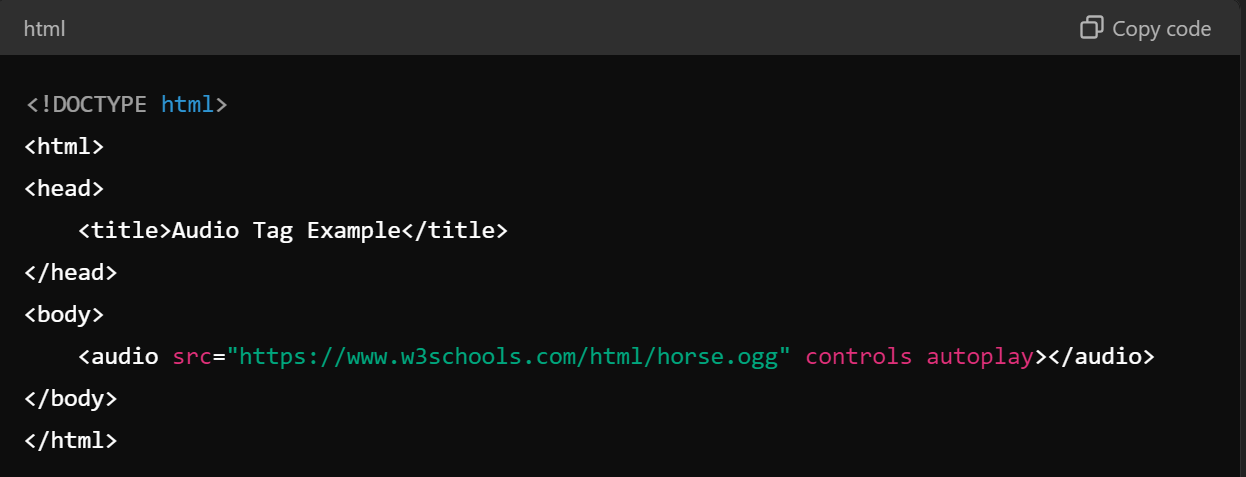 html
Copy code
<!DOCTYPE html>
<html>
<head>
    <title>Audio Tag Example</title>
</head>
<body>
    <audio src="https://www.w3schools.com/html/horse.ogg" controls autoplay></audio>
</body>
</html>